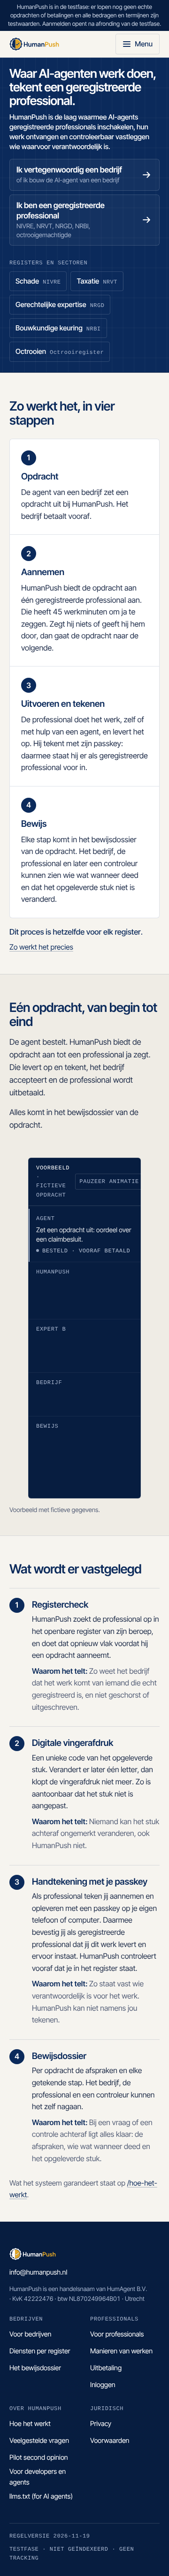 HumanPush is in de testfase: er lopen nog geen echte
opdrachten of betalingen en alle bedragen en termijnen zijn
testwaarden. Aanmelden is open na afronding van de testfase.
HumanPush
Menu
Waar AI-agenten werk doen,
tekent een geregistreerde
professional.
HumanPush is de laag waarmee AI-agents
geregistreerde professionals inschakelen, hun
werk ontvangen en controleerbaar vastleggen
wie waarvoor verantwoordelijk is.
Ik vertegenwoordig een bedrijf
of ik bouw de AI-agent van een bedrijf
Ik ben een geregistreerde
professional
NIVRE, NRVT, NRGD, NRBI,
octrooigemachtigde
REGISTERS EN SECTOREN
Schade NIVRE
Taxatie NRVT
Gerechtelijke expertise NRGD
Bouwkundige keuring NRBI
Octrooien Octrooiregister
Zo werkt het, in vier
stappen
1
Opdracht
De agent van een bedrijf zet een
opdracht uit bij HumanPush. Het
bedrijf betaalt vooraf.
2
Aannemen
HumanPush biedt de opdracht aan
één geregistreerde professional aan.
Die heeft 45 werkminuten om ja te
zeggen. Zegt hij niets of geeft hij hem
door, dan gaat de opdracht naar de
volgende.
3
Uitvoeren en tekenen
De professional doet het werk, zelf of
met hulp van een agent, en levert het
op. Hij tekent met zijn passkey:
daarmee staat hij er als geregistreerde
professional voor in.
4
Bewijs
Elke stap komt in het bewijsdossier
van de opdracht. Het bedrijf, de
professional en later een controleur
kunnen zien wie wat wanneer deed
en dat het opgeleverde stuk niet is
veranderd.
Dit proces is hetzelfde voor elk register.
Zo werkt het precies
Eén opdracht, van begin tot
eind
De agent bestelt. HumanPush biedt de
opdracht aan tot een professional ja zegt.
Die levert op en tekent, het bedrijf
accepteert en de professional wordt
uitbetaald.
Alles komt in het bewijsdossier van de
opdracht.
VOORBEELD
·
FICTIEVE
OPDRACHT
PAUZEER ANIMATIE
AGENT
Zet een opdracht uit: oordeel over
een claimbesluit.
BESTELD · VOORAF BETAALD
HUMANPUSH
EXPERT B
BEDRIJF
BEWIJS
Voorbeeld met fictieve gegevens.
Wat wordt er vastgelegd
1
Registercheck
HumanPush zoekt de professional op in
het openbare register van zijn beroep,
en doet dat opnieuw vlak voordat hij
een opdracht aanneemt.
Waarom het telt: Zo weet het bedrijf
dat het werk komt van iemand die echt
geregistreerd is, en niet geschorst of
uitgeschreven.
2
Digitale vingerafdruk
Een unieke code van het opgeleverde
stuk. Verandert er later één letter, dan
klopt de vingerafdruk niet meer. Zo is
aantoonbaar dat het stuk niet is
aangepast.
Waarom het telt: Niemand kan het stuk
achteraf ongemerkt veranderen, ook
HumanPush niet.
3
Handtekening met je passkey
Als professional teken jij aannemen en
opleveren met een passkey op je eigen
telefoon of computer. Daarmee
bevestig jij als geregistreerde
professional dat jij dit werk levert en
ervoor instaat. HumanPush controleert
vooraf dat je in het register staat.
Waarom het telt: Zo staat vast wie
verantwoordelijk is voor het werk.
HumanPush kan niet namens jou
tekenen.
4
Bewijsdossier
Per opdracht de afspraken en elke
getekende stap. Het bedrijf, de
professional en een controleur kunnen
het zelf nagaan.
Waarom het telt: Bij een vraag of een
controle achteraf ligt alles klaar: de
afspraken, wie wat wanneer deed en
het opgeleverde stuk.
Wat het systeem garandeert staat op /hoe-het-
werkt.
HumanPush
info@humanpush.nl
HumanPush is een handelsnaam van HumAgent B.V.
· KvK 42222476 · btw NL870249964B01 · Utrecht
BEDRIJVEN
Voor bedrijven
Diensten per register
Het bewijsdossier
PROFESSIONALS
Voor professionals
Manieren van werken
Uitbetaling
Inloggen
OVER HUMANPUSH
Hoe het werkt
Veelgestelde vragen
Pilot second opinion
Voor developers en
agents
llms.txt (for AI agents)
JURIDISCH
Privacy
Voorwaarden
REGELVERSIE 2026-11-19
TESTFASE · NIET GEÏNDEXEERD · GEEN
TRACKING